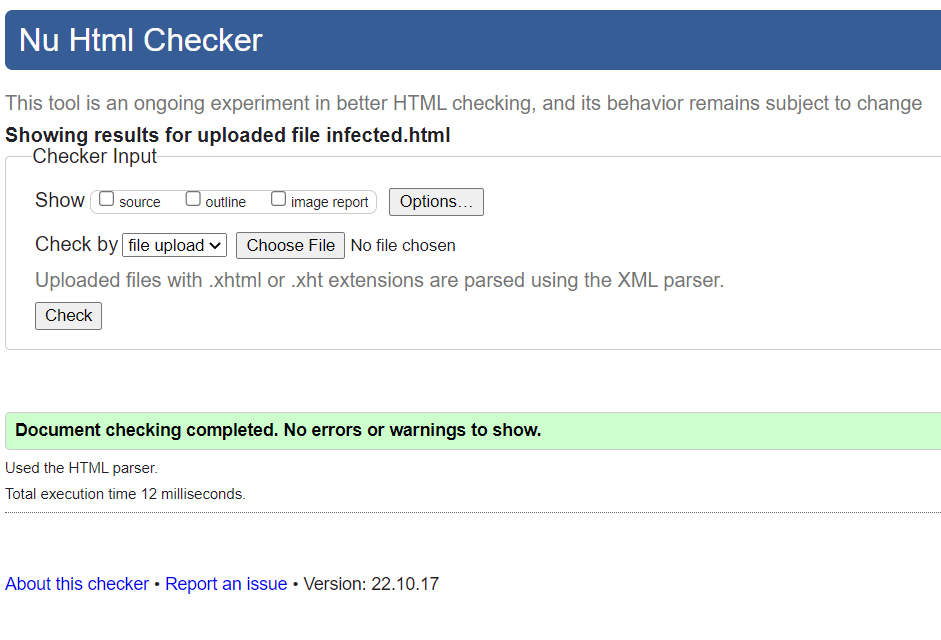 Nu Html Checker
This tool is an ongoing experiment in better HTML checking, and its behavior remains subject to change
Showing results for uploaded file infected.html
Checker Input
Show source outline image report Options...
Check by file upload Choose File No file chosen
Uploaded files with .xhtml or .xht extensions are parsed using the XML parser.
Check
Document checking completed. No errors or warnings to show.
Used the HTML parser.
Total execution time 12 milliseconds.
About this checker • Report an issue • Version: 22.10.17